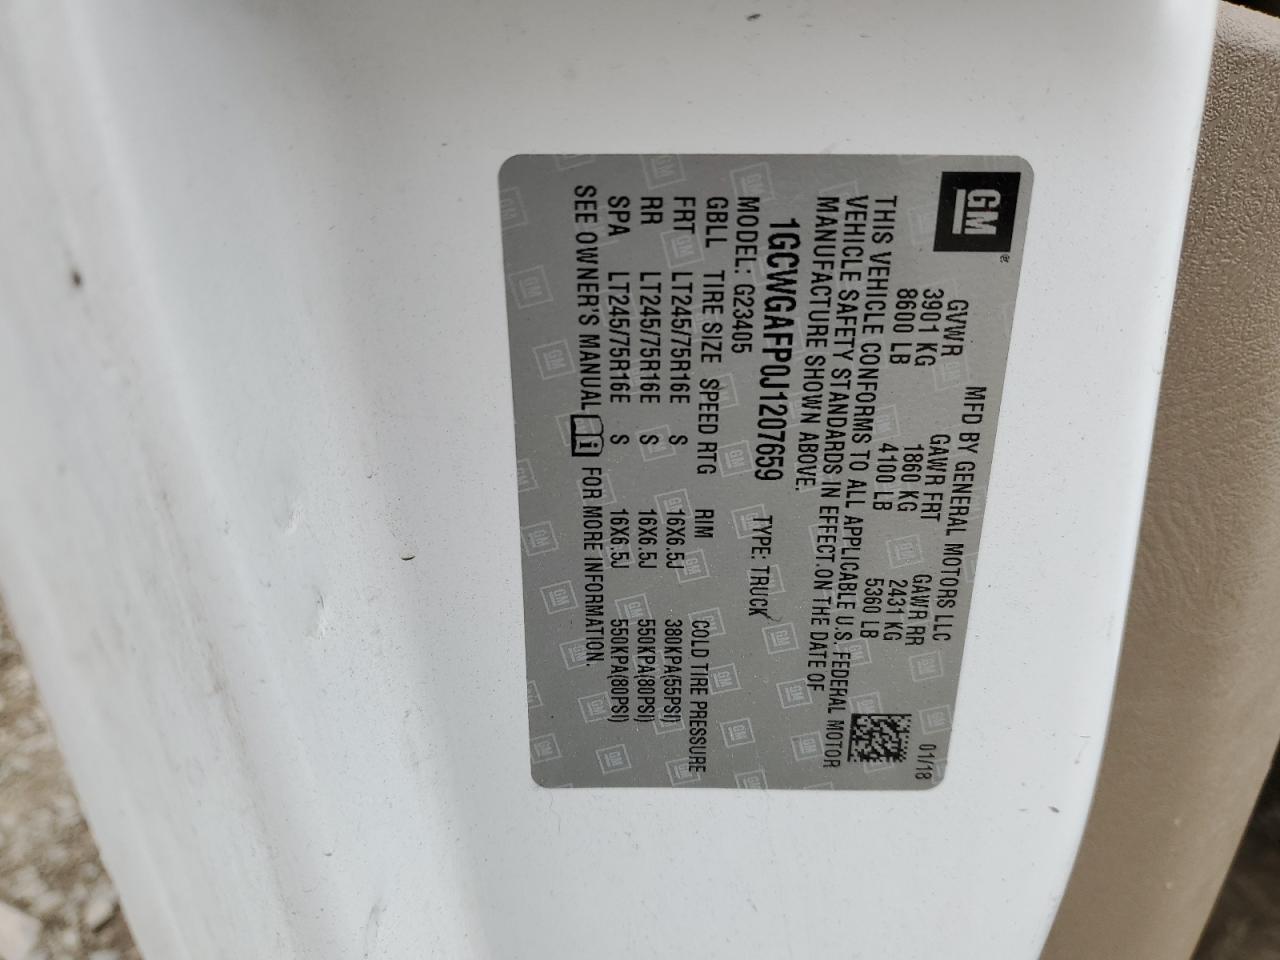 GM
MFD BY GENERAL MOTORS LLC
01/18
GVWR GAWR FRT GAWR RR
3901 KG 1860 KG 2431 KG
8600 LB 4100 LB 5360 LB
THIS VEHICLE CONFORMS TO ALL APPLICABLE U.S. FEDERAL MOTOR
VEHICLE SAFETY STANDARDS IN EFFECT ON THE DATE OF
MANUFACTURE SHOWN ABOVE.
1GCWGAFP0J1207659 TYPE: TRUCK
MODEL: G23405
GBLL TIRE SIZE SPEED RTG RIM COLD TIRE PRESSURE
FRT LT245/75R16E S 16X6.5J 380KPA(55PSI)
RR LT245/75R16E S 16X6.5J 550KPA(80PSI)
SPA LT245/75R16E S 16X6.5J 550KPA(80PSI)
SEE OWNER'S MANUAL i FOR MORE INFORMATION.